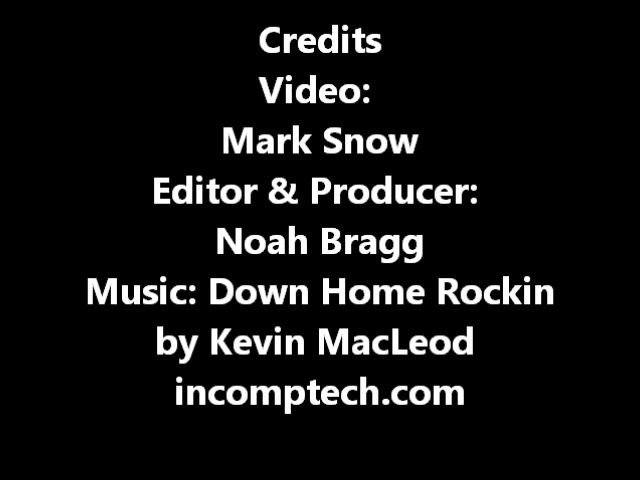 Credits
Video:
Mark Snow
Editor & Producer:
Noah Bragg
Music: Down Home Rockin
by Kevin MacLeod
incomptech.com